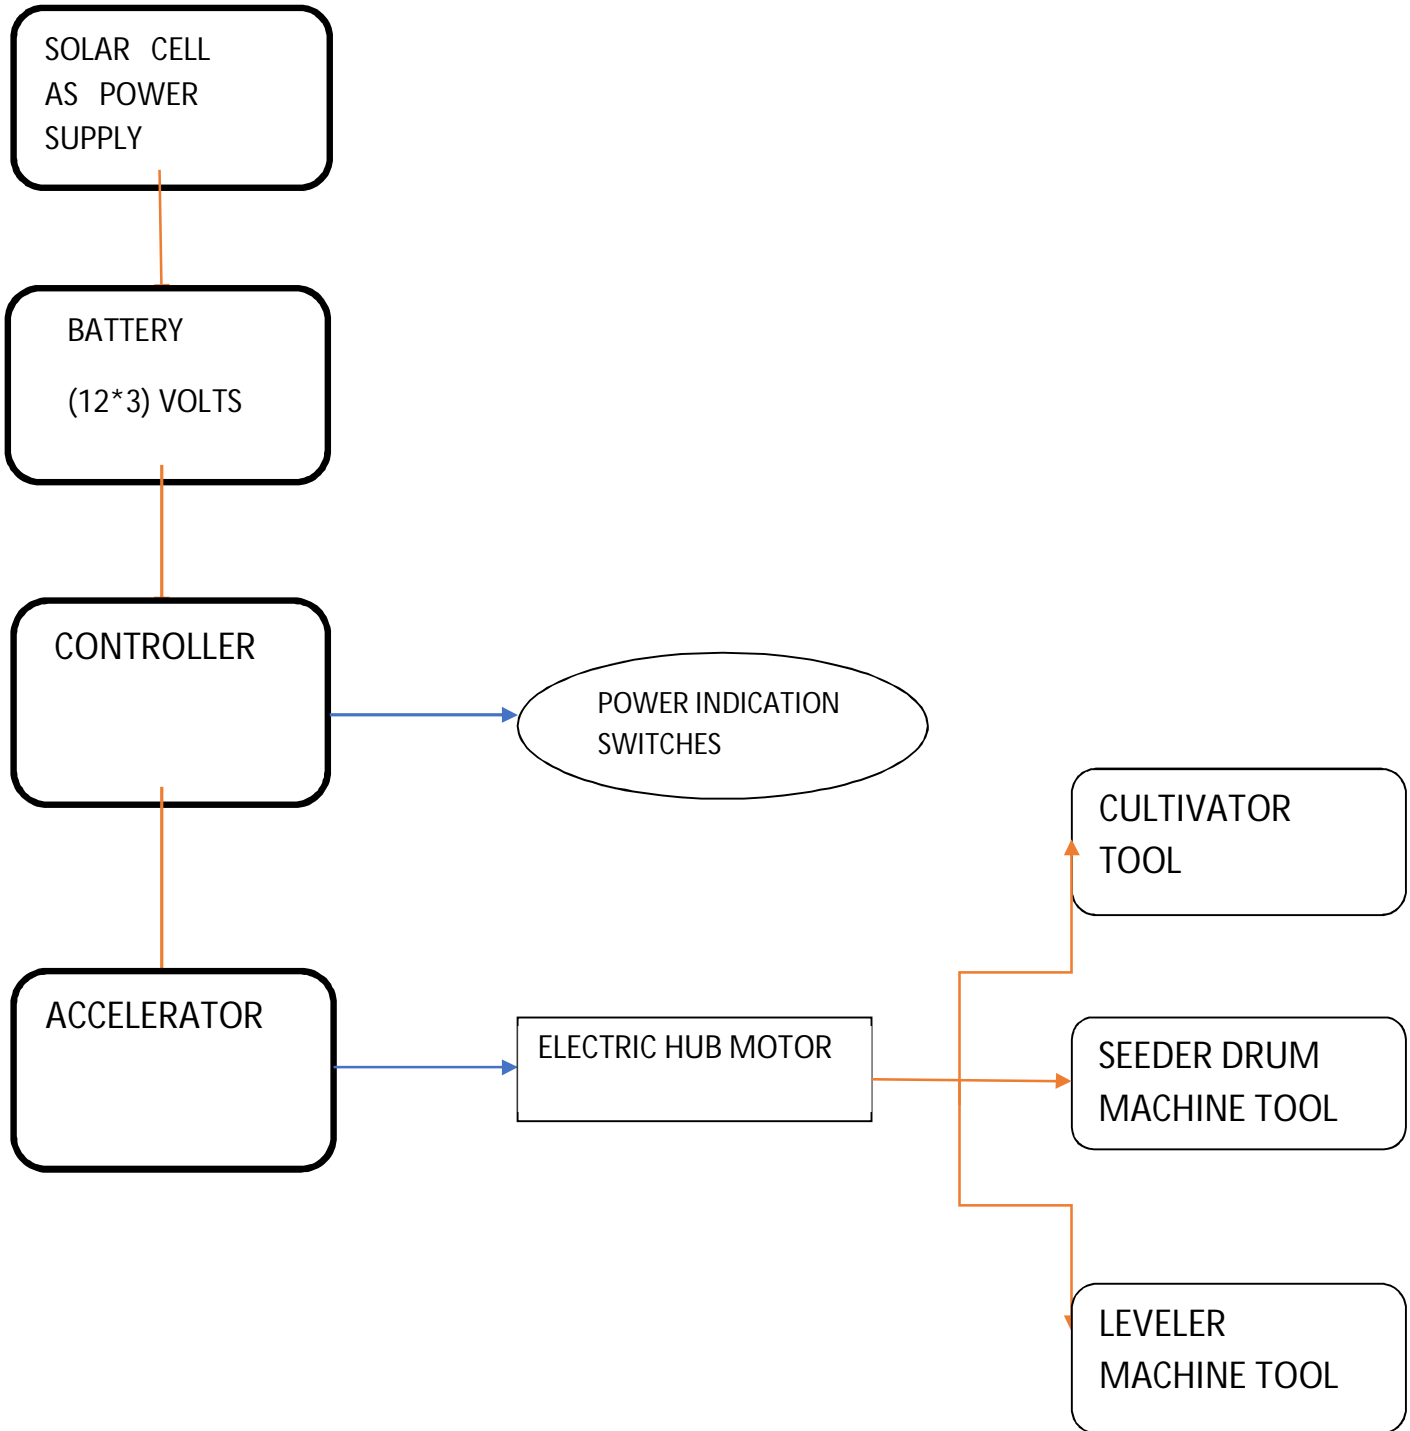 SOLAR CELL
AS POWER
SUPPLY
BATTERY
(12*3) VOLTS
CONTROLLER
POWER INDICATION
SWITCHES
CULTIVATOR
TOOL
ACCELERATOR
ELECTRIC HUB MOTOR
SEEDER DRUM
MACHINE TOOL
LEVELER
MACHINE TOOL